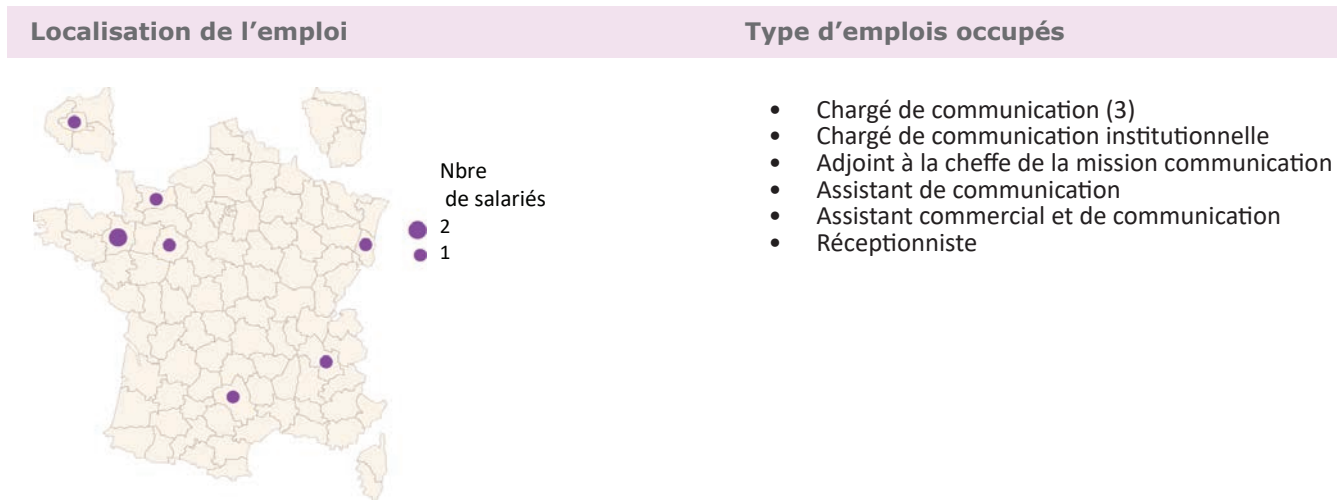 Localisation de l’emploi
Type d’emplois occupés
Nbre
de salariés
2
1
• Chargé de communication (3)
• Chargé de communication institutionnelle
• Adjoint à la cheffe de la mission communication
• Assistant de communication
• Assistant commercial et de communication
• Réceptionniste